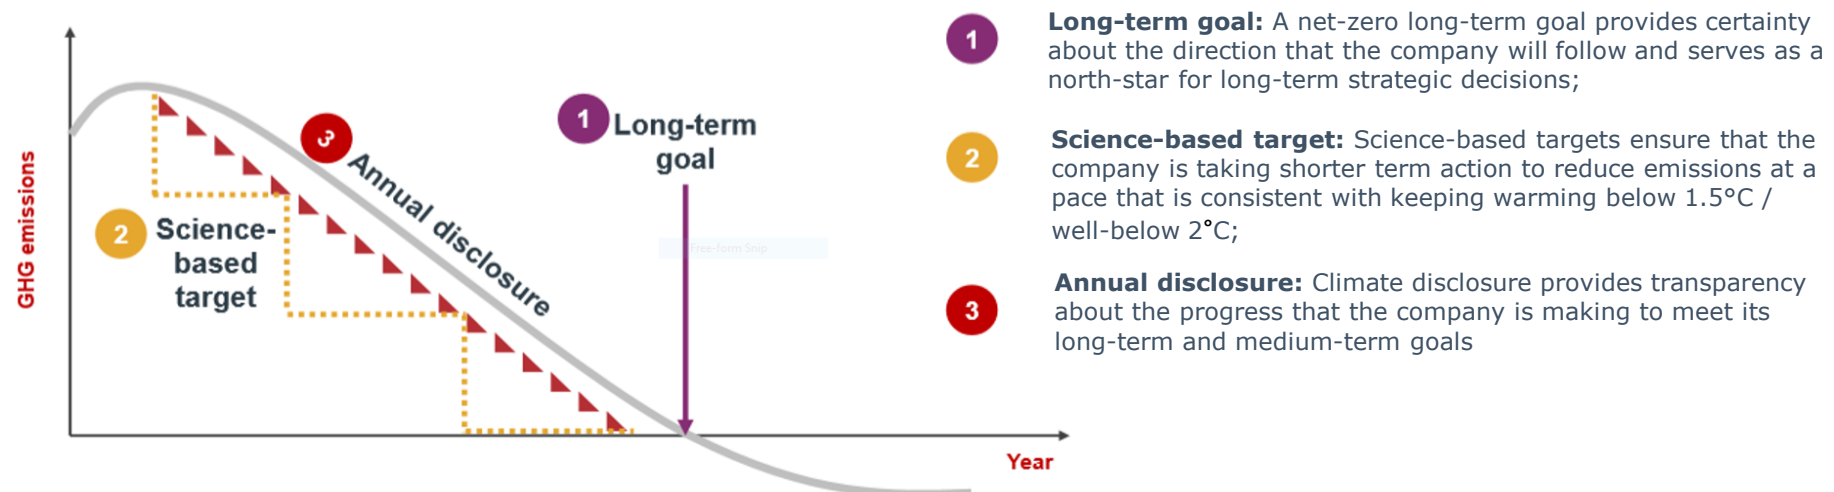 GHG emissions
1 Long-term
goal
3 Annual disclosure
2 Science-
based
target
Free-form Snip
Year
1 Long-term goal: A net-zero long-term goal provides certainty
about the direction that the company will follow and serves as a
north-star for long-term strategic decisions;
2 Science-based target: Science-based targets ensure that the
company is taking shorter term action to reduce emissions at a
pace that is consistent with keeping warming below 1.5°C /
well-below 2°C;
3 Annual disclosure: Climate disclosure provides transparency
about the progress that the company is making to meet its
long-term and medium-term goals